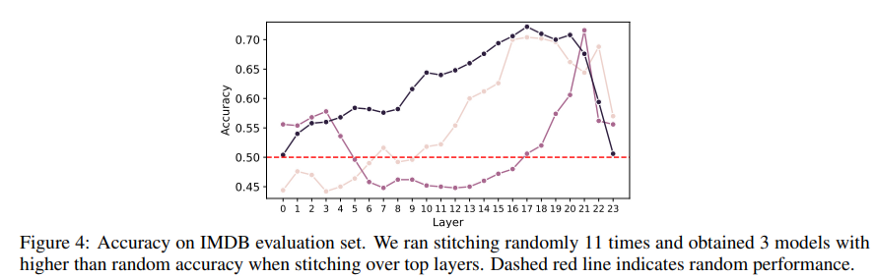 0.70
0.65
0.60
0.55
0.50
0.45
Accuracy
0 1 2 3 4 5 6 7 8 9 10 11 12 13 14 15 16 17 18 19 20 21 22 23
Layer
Figure 4: Accuracy on IMDB evaluation set. We ran stitching randomly 11 times and obtained 3 models with
higher than random accuracy when stitching over top layers. Dashed red line indicates random performance.